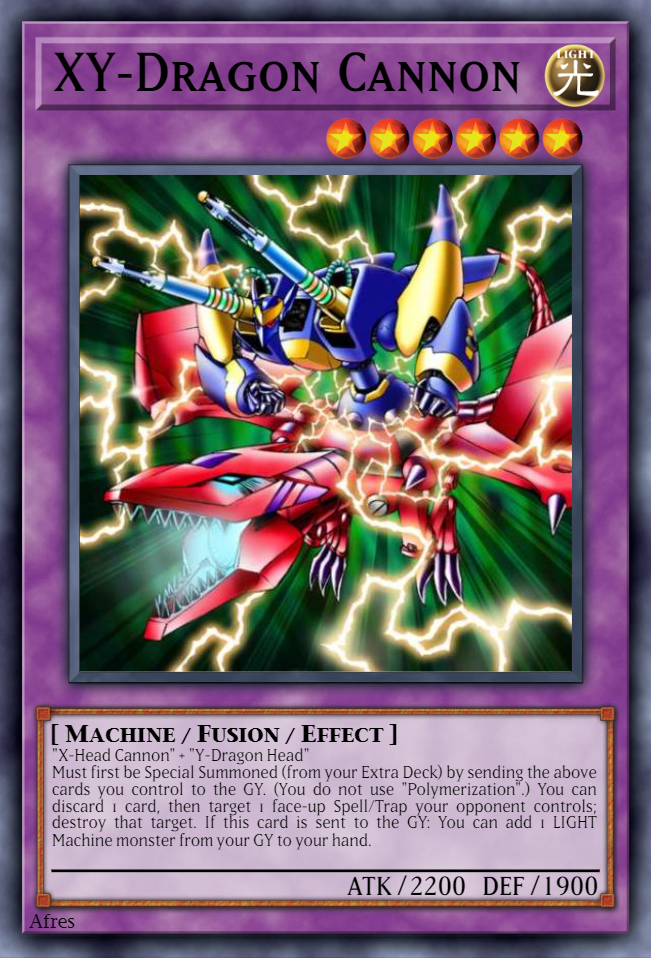 XY-Dragon Cannon
LIGHT
光
[ Machine / Fusion / Effect ]
"X-Head Cannon" + "Y-Dragon Head"
Must first be Special Summoned (from your Extra Deck) by sending the above
cards you control to the GY. (You do not use "Polymerization".) You can
discard 1 card, then target 1 face-up Spell/Trap your opponent controls;
destroy that target. If this card is sent to the GY: You can add 1 LIGHT
Machine monster from your GY to your hand.
ATK / 2200 DEF / 1900
Afres